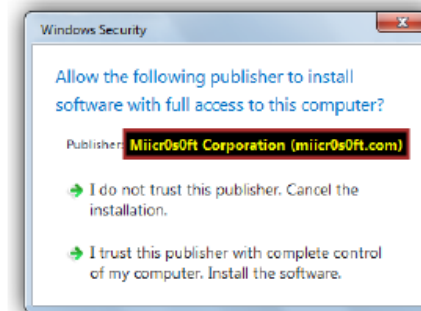 Windows Security
Allow the following publisher to install
software with full access to this computer?
Publisher: Miicr0s0ft Corporation (miicr0s0ft.com)
I do not trust this publisher. Cancel the
installation.
I trust this publisher with complete control
of my computer. Install the software.